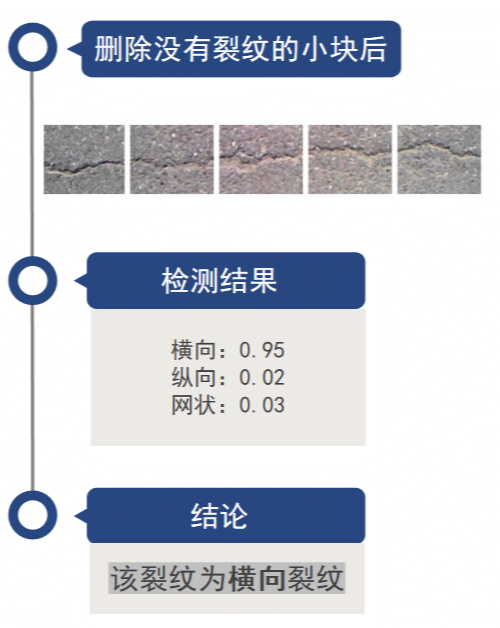 删除没有裂纹的小块后
检测结果
横向：0.95
纵向：0.02
网状：0.03
结论
该裂纹为横向裂纹